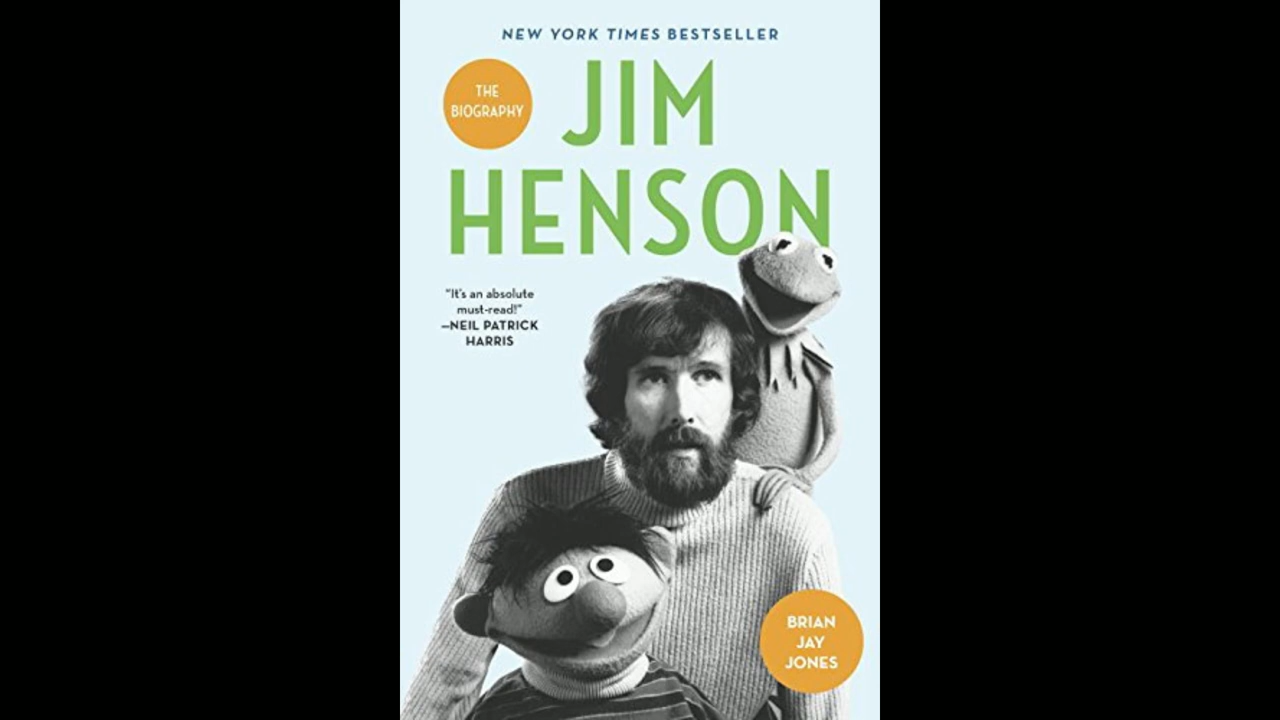 NEW YORK TIMES BESTSELLER
THE
BIOGRAPHY
JIM
HENSON
“It’s an absolute
must-read!”
—NEIL PATRICK
HARRIS
BRIAN
JAY
JONES